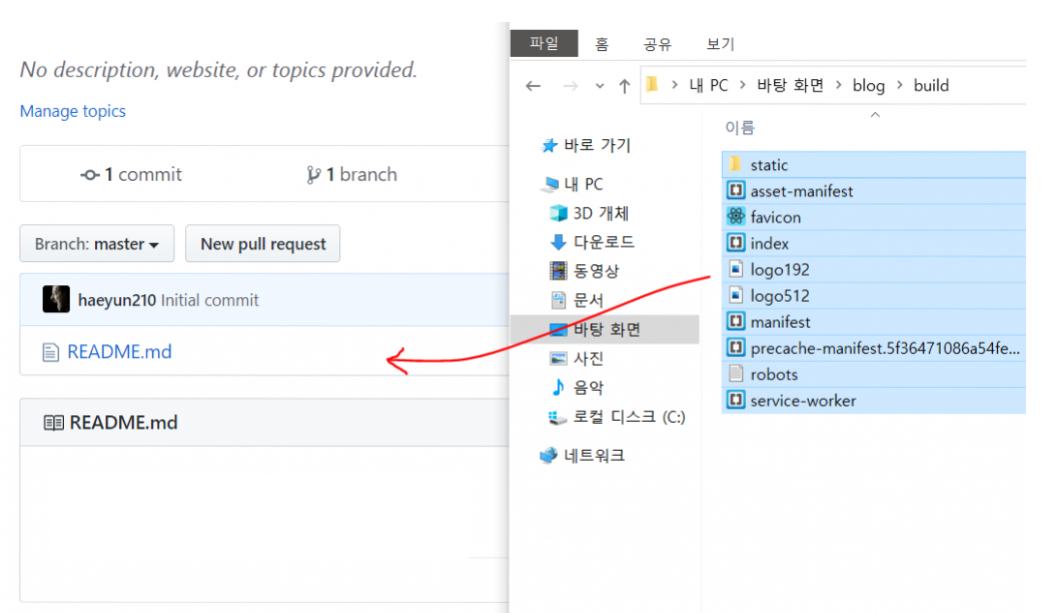 No description, website, or topics provided.
Manage topics
1 commit
1 branch
Branch: master
New pull request
haeyun210 Initial commit
README.md
README.md
파일
홈
공유
보기
내 PC > 바탕 화면 > blog > build
이름
바로 가기
내 PC
3D 개체
다운로드
동영상
문서
바탕 화면
사진
음악
로컬 디스크 (C:)
네트워크
static
asset-manifest
favicon
index
logo192
logo512
manifest
precache-manifest.5f36471086a54fe...
robots
service-worker